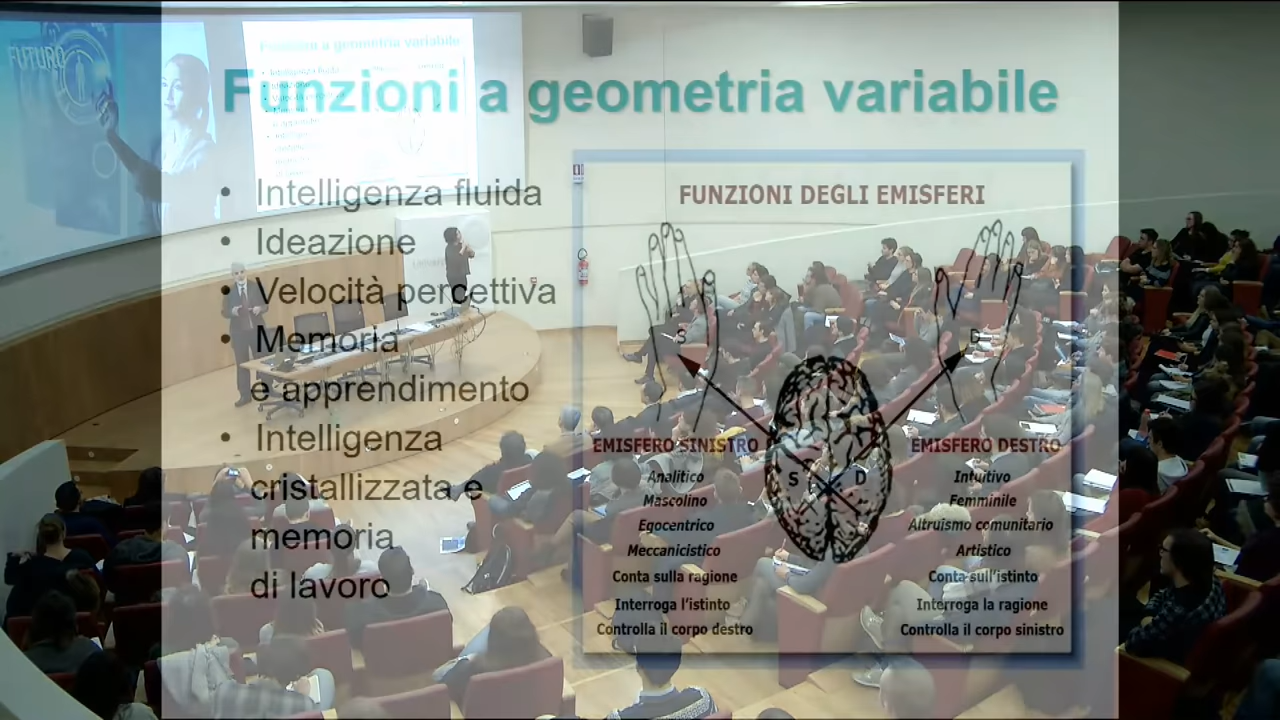 FUTURO
Funzioni a geometria variabile
Funzioni a geometria variabile
• Intelligenza fluida
• Ideazione
• Velocità percettiva
• Memoria
e apprendimento
• Intelligenza
cristallizzata e
memoria
di lavoro
FUNZIONI DEGLI EMISFERI
S
D
EMISFERO SINISTRO
EMISFERO DESTRO
S
D
Analitico
Mascolino
Egocentrico
Meccanicistico
Conta sulla ragione
Interroga l'istinto
Controlla il corpo destro
Intuitivo
Femminile
Altruismo comunitario
Artistico
Conta sull'istinto
Interroga la ragione
Controlla il corpo sinistro